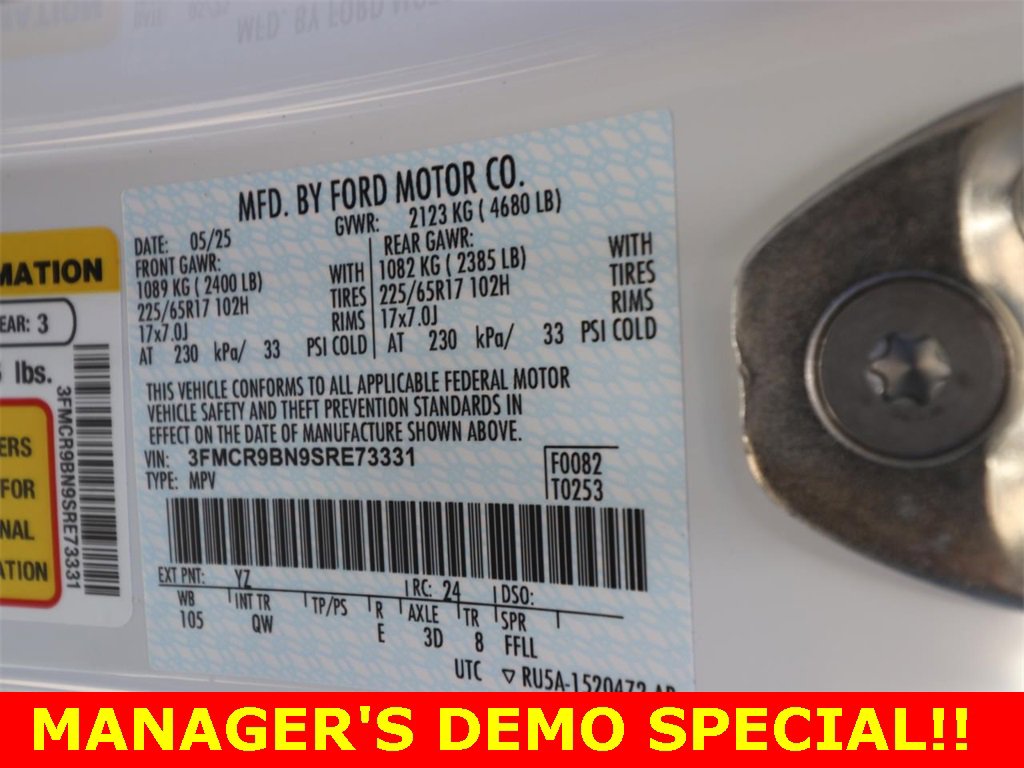 MATION
EAR: 3
lbs.
3FMCR9BN9SRE73331
ERS
FOR
NAL
ATION
MFD. BY FORD MOTOR CO.
DATE: 05/25 GVWR: 2123 KG ( 4680 LB)
FRONT GAWR: REAR GAWR:
1089 KG ( 2400 LB) WITH 1082 KG ( 2385 LB) WITH
225/65R17 102H TIRES 225/65R17 102H TIRES
17x7.0J RIMS 17x7.0J RIMS
AT 230 kPa/ 33 PSI COLD AT 230 kPa/ 33 PSI COLD
THIS VEHICLE CONFORMS TO ALL APPLICABLE FEDERAL MOTOR
VEHICLE SAFETY AND THEFT PREVENTION STANDARDS IN
EFFECT ON THE DATE OF MANUFACTURE SHOWN ABOVE.
VIN: 3FMCR9BN9SRE73331 F0082
TYPE: MPV T0253
EXT PNT: YZ RC: 24 DSO:
WB INT TR TP/PS R AXLE TR SPR
105 QW E 3D 8 FFLL
UTC ▽ RU5A-1520472-AD
MANAGER'S DEMO SPECIAL!!